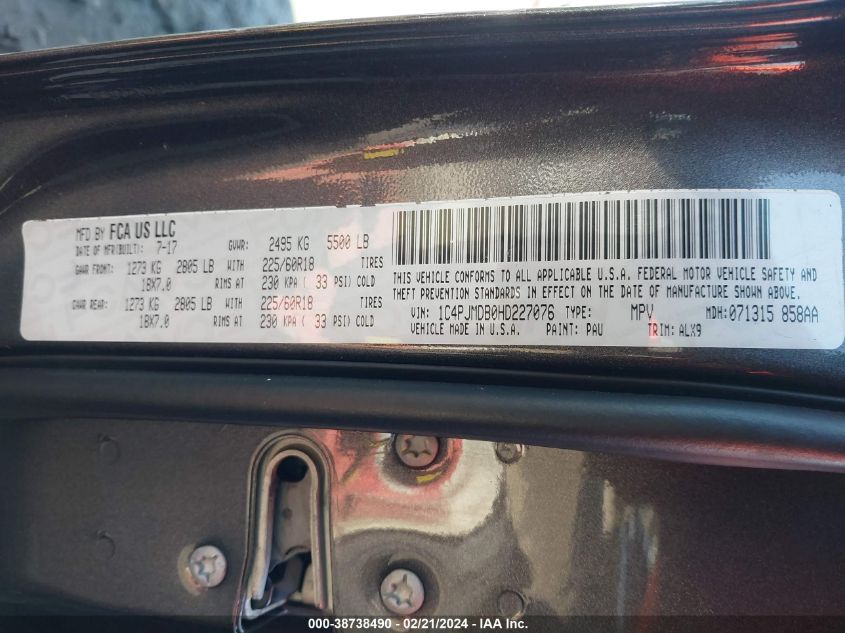 MFD BY FCA US LLC
DATE OF MFR(BUILT): 7-17 GVWR: 2495 KG 5500 LB
GAWR FRONT: 1273 KG 2805 LB WITH 225/60R18 TIRES
18X7.0 RIMS AT 230 KPA ( 33 PSI) COLD
GAWR REAR: 1273 KG 2805 LB WITH 225/60R18 TIRES
18X7.0 RIMS AT 230 KPA ( 33 PSI) COLD
THIS VEHICLE CONFORMS TO ALL APPLICABLE U.S.A. FEDERAL MOTOR VEHICLE SAFETY AND
THEFT PREVENTION STANDARDS IN EFFECT ON THE DATE OF MANUFACTURE SHOWN ABOVE.
VIN: 1C4PJMDB0HD227076 TYPE: MPV MDH:071315 858AA
VEHICLE MADE IN U.S.A. PAINT: PAU TRIM: ALX9
000-38738490 - 02/21/2024 - IAA Inc.